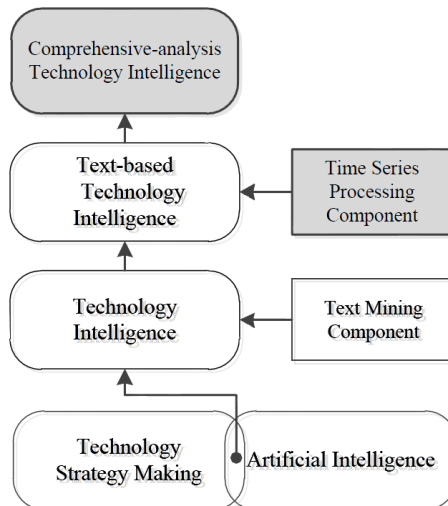 Comprehensive-analysis
Technology Intelligence
Text-based
Technology
Intelligence
Time Series
Processing
Component
Technology
Intelligence
Text Mining
Component
Technology
Strategy Making
Artificial Intelligence